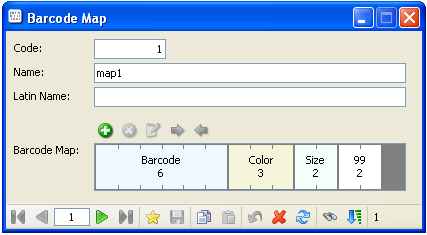 Barcode Map
Code: 1
Name: map1
Latin Name:
Barcode Map:
Barcode Color Size 99
6 3 2 2
1 1